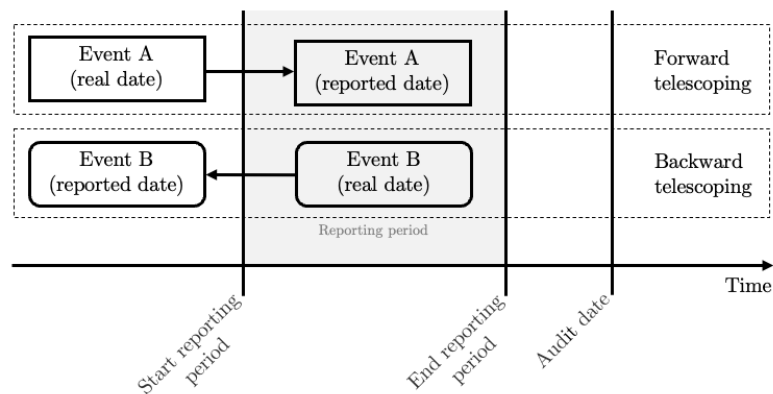 Event A
(real date)
Event A
(reported date)
Forward
telescoping
Event B
(reported date)
Event B
(real date)
Backward
telescoping
Reporting period
Time
Start reporting
period
End reporting
period
Audit date